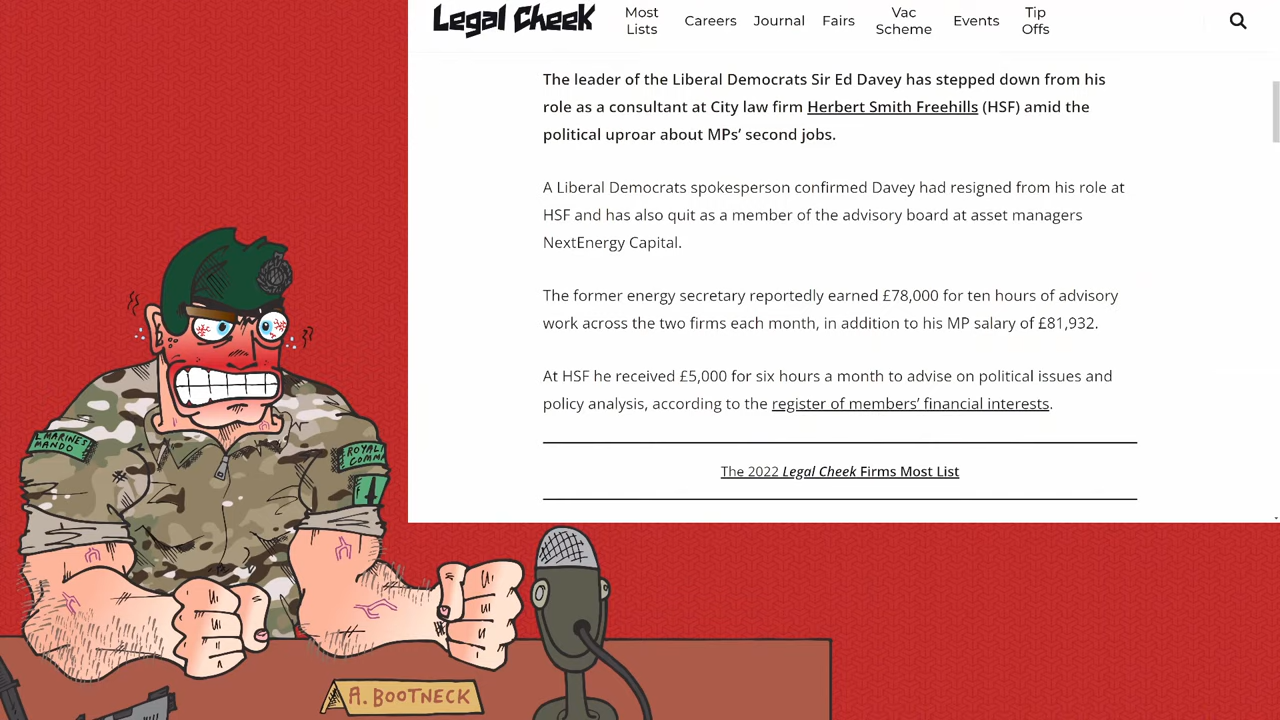 Legal Cheek
Most
Lists
Careers
Journal
Fairs
Vac
Scheme
Events
Tip
Offs
The leader of the Liberal Democrats Sir Ed Davey has stepped down from his
role as a consultant at City law firm Herbert Smith Freehills (HSF) amid the
political uproar about MPs’ second jobs.
A Liberal Democrats spokesperson confirmed Davey had resigned from his role at
HSF and has also quit as a member of the advisory board at asset managers
NextEnergy Capital.
The former energy secretary reportedly earned £78,000 for ten hours of advisory
work across the two firms each month, in addition to his MP salary of £81,932.
At HSF he received £5,000 for six hours a month to advise on political issues and
policy analysis, according to the register of members’ financial interests.
The 2022 Legal Cheek Firms Most List
L MARINES
MANDO
ROYAL
COMMA
F
A. BOOTNECK